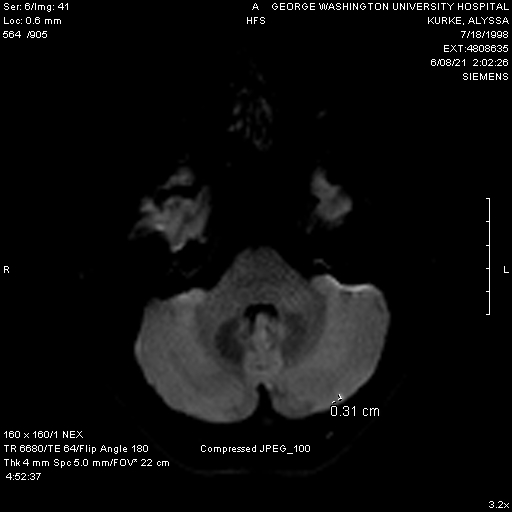 Ser: 6/Img: 41
Loc: 0.6 mm
564 /905
A
HFS
GEORGE WASHINGTON UNIVERSITY HOSPITAL
KURKE, ALYSSA
7/18/1998
EXT:4808635
6/08/21 2:02:26
SIEMENS
R
L
0.31 cm
160 x 160/1 NEX
TR 6680/TE 64/Flip Angle 180
Thk 4 mm Spc 5.0 mm/FOV* 22 cm
4:52:37
Compressed JPEG_100
3.2x